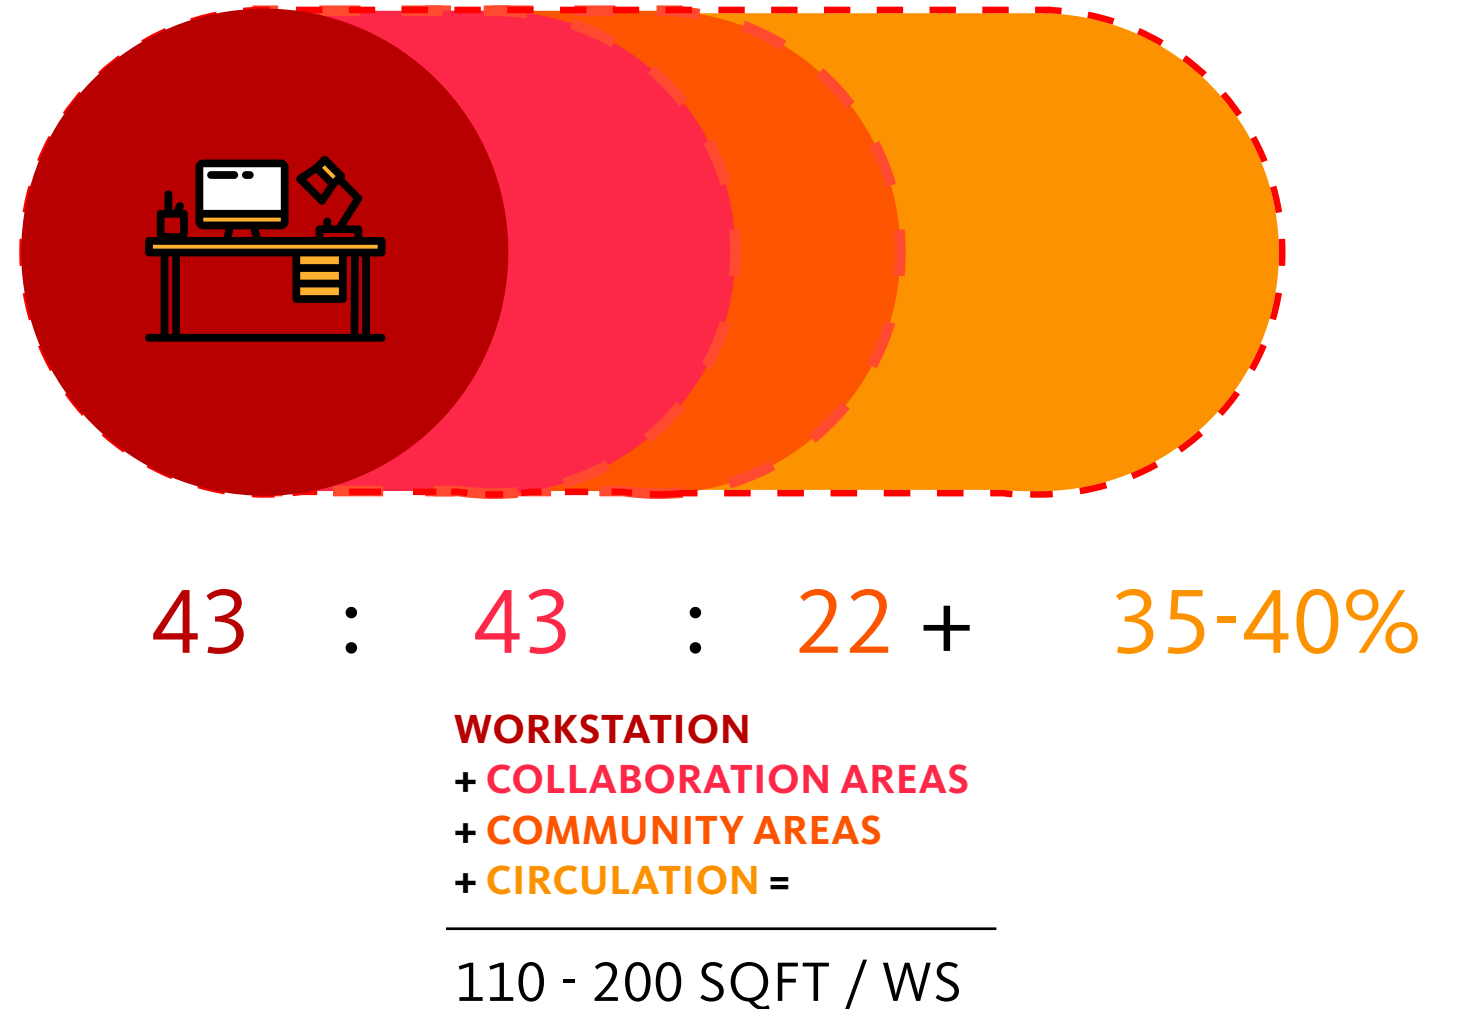 43 : 43 : 22 + 35-40%
WORKSTATION
+ COLLABORATION AREAS
+ COMMUNITY AREAS
+ CIRCULATION =
110 - 200 SQFT / WS